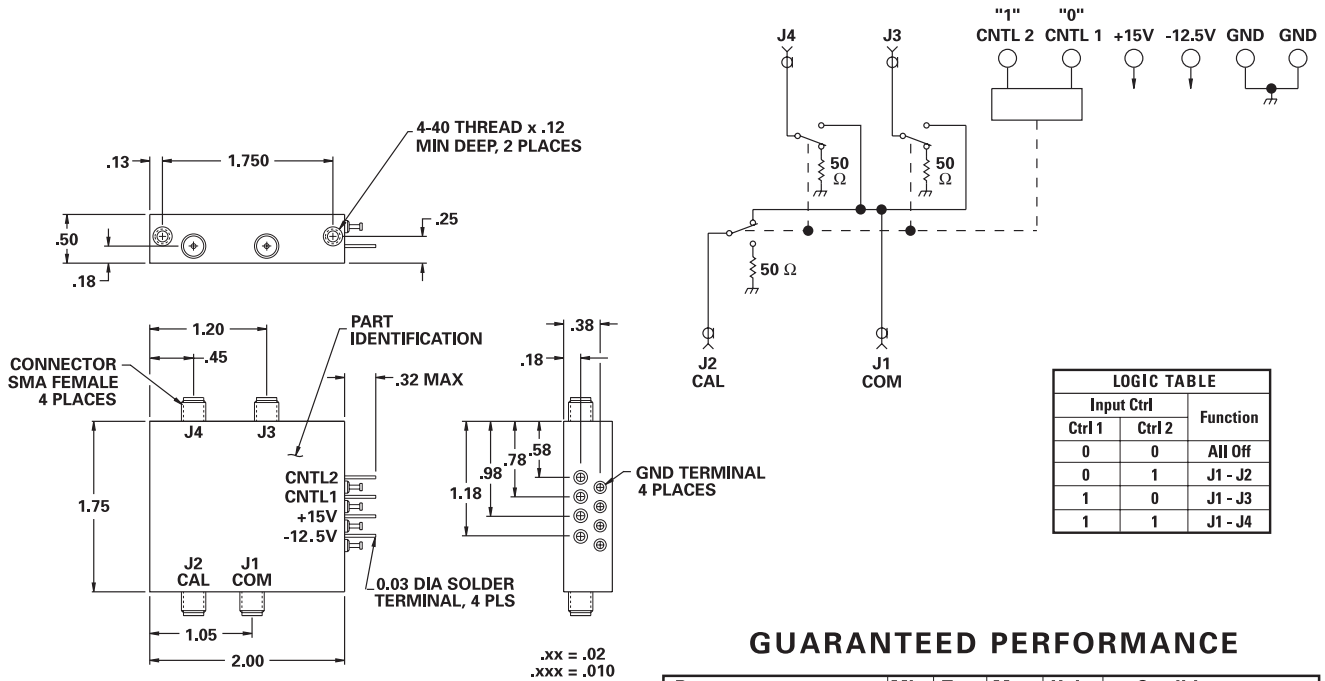 4-40 THREAD x .12
MIN DEEP, 2 PLACES
.13
1.750
.25
.50
.18
1.20
.45
PART
IDENTIFICATION
.32 MAX
CONNECTOR
SMA FEMALE
4 PLACES
J4
J3
CNTL2
CNTL1
+15V
-12.5V
1.75
J2
CAL
J1
COM
0.03 DIA SOLDER
TERMINAL, 4 PLS
1.05
2.00
.38
.18
.58
.78
.98
1.18
GND TERMINAL
4 PLACES
.xx = .02
.xxx = .010
J4
J3
"1"
CNTL 2
"0"
CNTL 1
+15V
-12.5V
GND
GND
50
Ω
50
Ω
50 Ω
J2
CAL
J1
COM
LOGIC TABLE
Input Ctrl
Function
Ctrl 1 Ctrl 2
0 0 All Off
0 1 J1 - J2
1 0 J1 - J3
1 1 J1 - J4
GUARANTEED PERFORMANCE